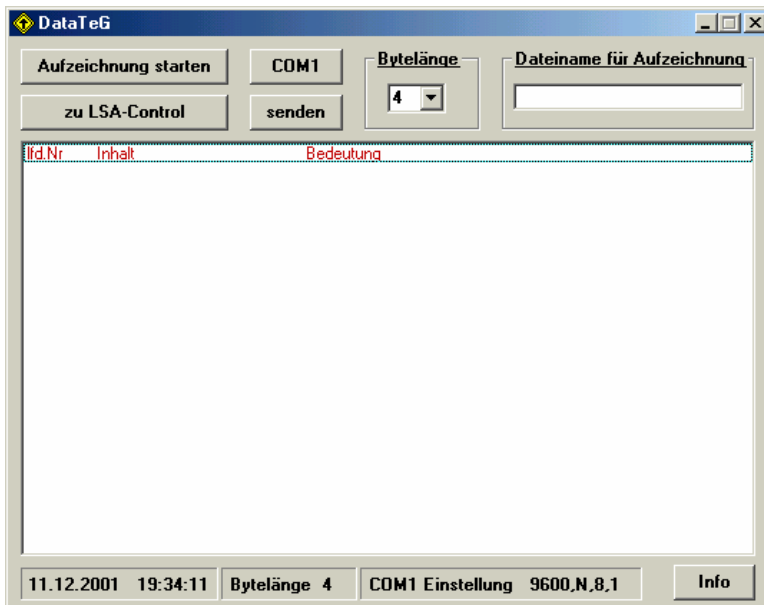 DataTeG
Aufzeichnung starten
COM1
Bytelänge
Dateiname für Aufzeichnung
4
zu LSA-Control
senden
lfd.Nr Inhalt Bedeutung
11.12.2001 19:34:11 Bytelänge 4 COM1 Einstellung 9600,N,8,1 Info